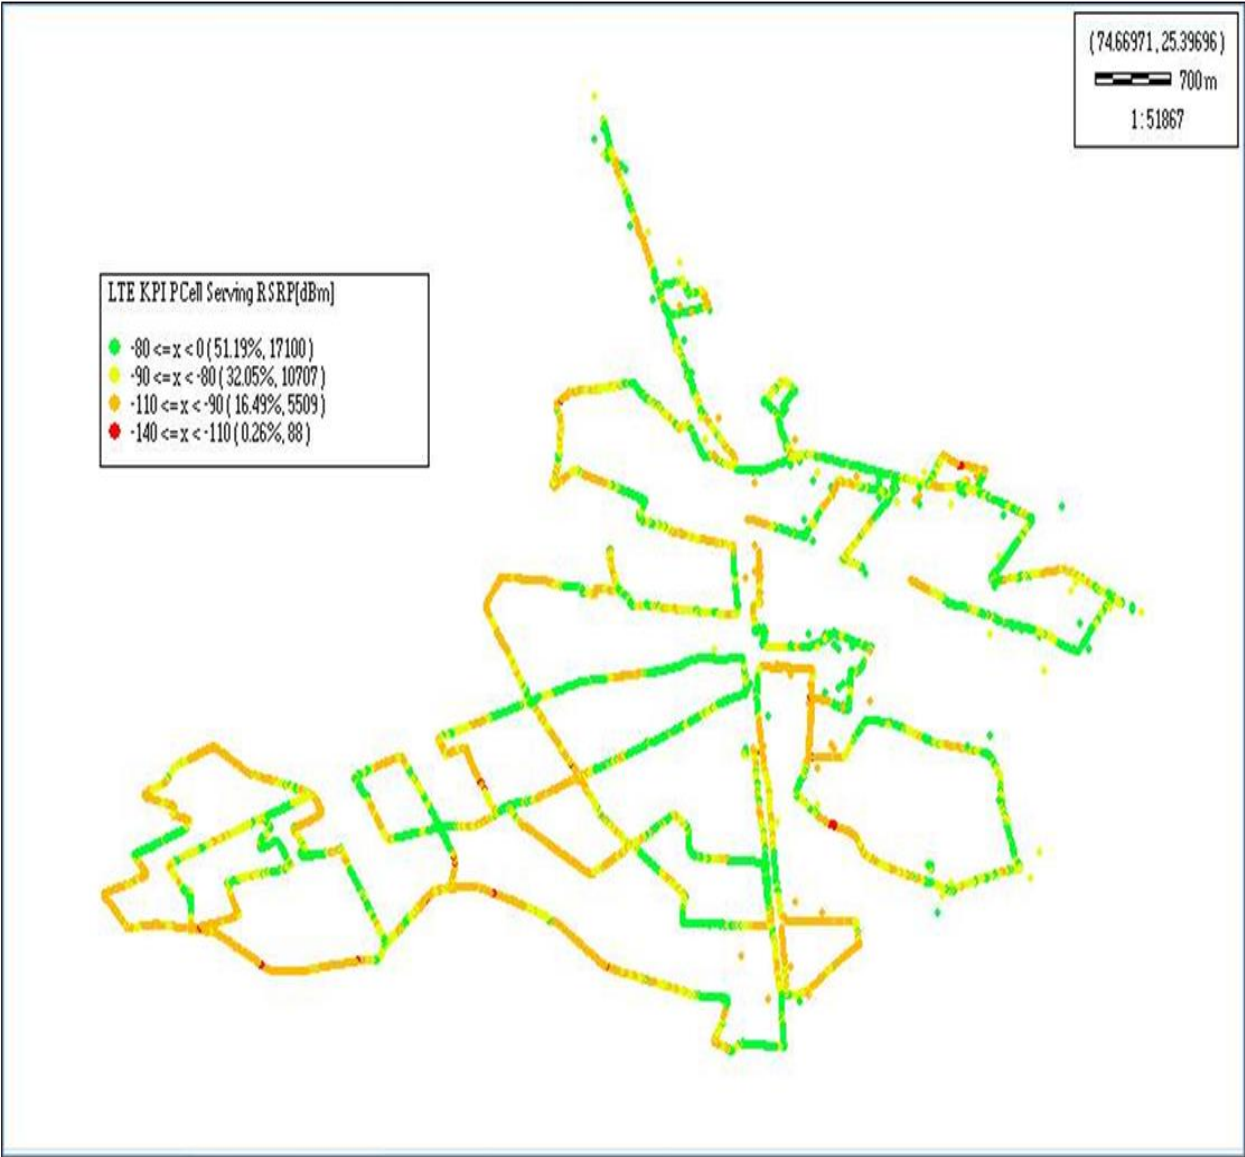 (74.66971,25.39696)
700 m
1:51867
LTE KPI PCell Serving RSRP[dBm]
-80 <= x < 0 ( 51.19%, 17100 )
-90 <= x < -80 ( 32.05%, 10707 )
-110 <= x < -90 ( 16.49%, 5509 )
-140 <= x < -110 ( 0.26%, 88 )